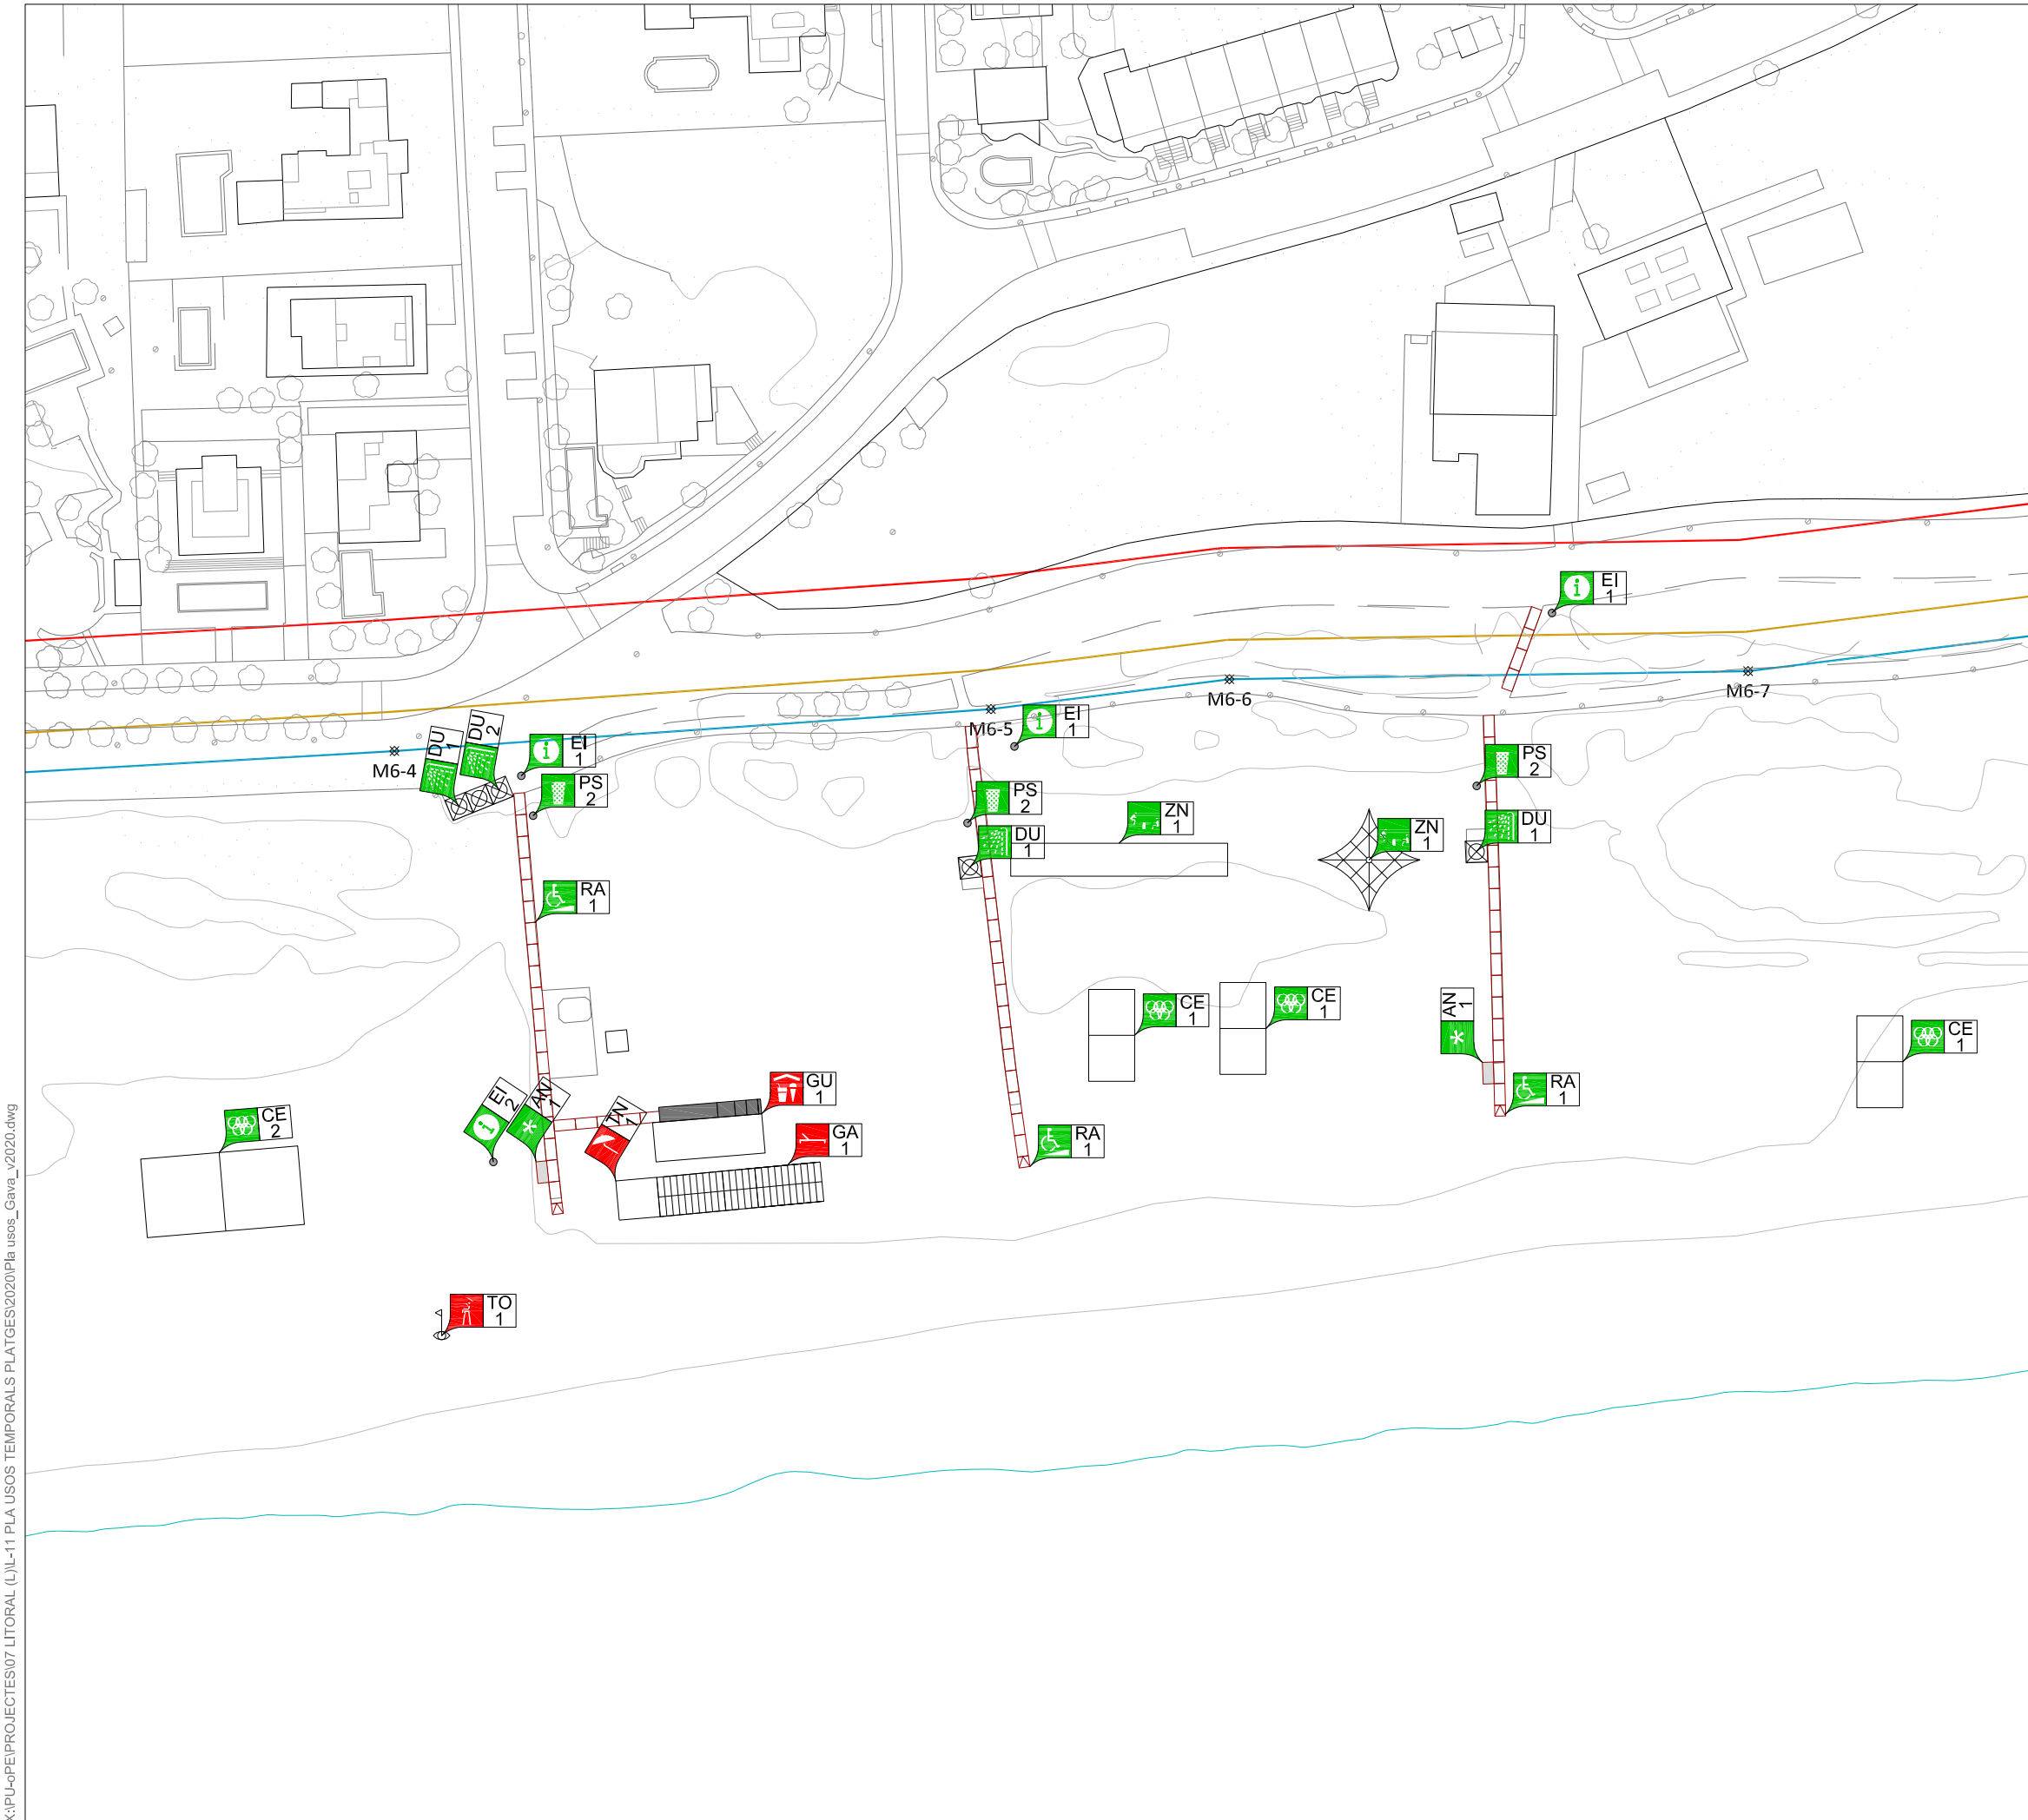 EI
1
M6-7
M6-6
M6-5
EI
1
DU
1
DU
2
EI
1
M6-4
PS
2
PS
2
PS
2
ZN
1
ZN
1
DU
1
DU
1
RA
1
CE
1
CE
1
AN
1
CE
1
GU
1
RA
1
EI
2
AN
1
CE
2
GA
1
RA
1
TO
1
X:\PU-oPE\PROJECTES\07 LITORAL (L)\L-11 PLA USOS TEMPORALS PLATGES\2020\Pla usos_Gava_v2020.dwg